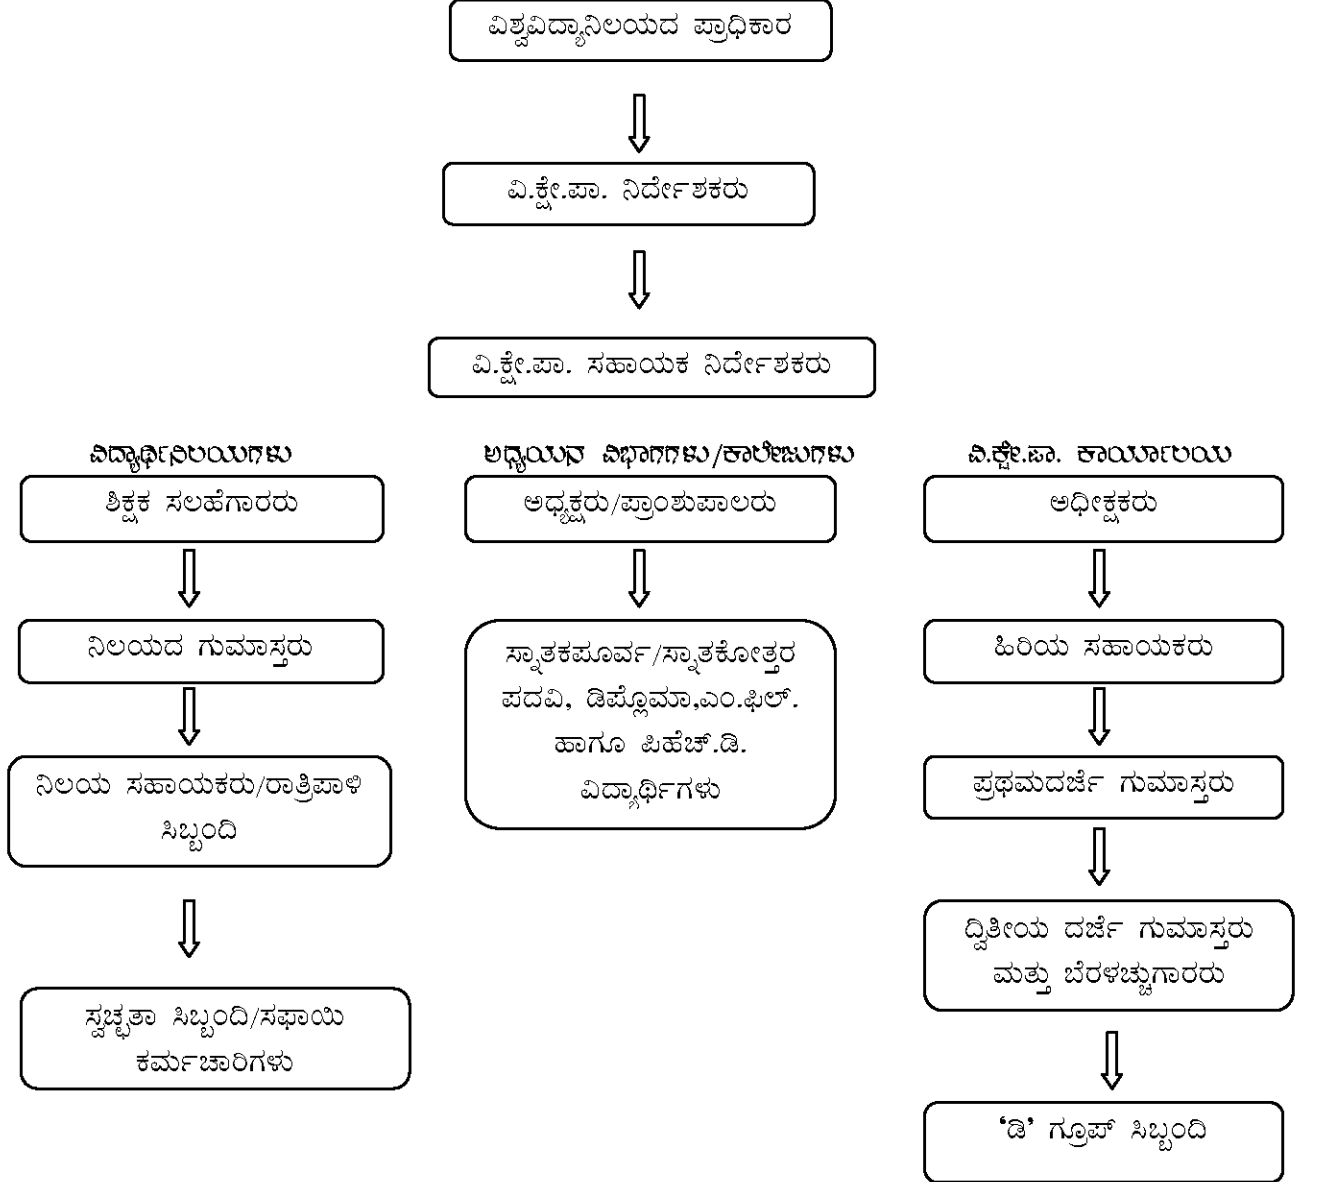 ವಿಶ್ವವಿದ್ಯಾನಿಲಯದ ಪ್ರಾಧಿಕಾರ
ವಿ.ಕ್ಷೇ.ಪಾ. ನಿರ್ದೇಶಕರು
ವಿ.ಕ್ಷೇ.ಪಾ. ಸಹಾಯಕ ನಿರ್ದೇಶಕರು
ವಿದ್ಯಾರ್ಥಿನಿಲಯಗಳು
ಶಿಕ್ಷಕ ಸಲಹೆಗಾರರು
ನಿಲಯದ ಗುಮಾಸ್ತರು
ನಿಲಯ ಸಹಾಯಕರು/ರಾತ್ರಿಪಾಳಿ
ಸಿಬ್ಬಂದಿ
ಸ್ವಚ್ಛತಾ ಸಿಬ್ಬಂದಿ/ಸಫಾಯಿ
ಕರ್ಮಚಾರಿಗಳು
ಅಧ್ಯಯನ ವಿಭಾಗಗಳು/ಕಾಲೇಜುಗಳು
ಅಧ್ಯಕ್ಷರು/ಪ್ರಾಂಶುಪಾಲರು
ಸ್ನಾತಕಪೂರ್ವ/ಸ್ನಾತಕೋತ್ತರ
ಪದವಿ, ಡಿಪ್ಲೊಮಾ,ಎಂ.ಫಿಲ್.
ಹಾಗೂ ಪಿಹೆಚ್.ಡಿ.
ವಿದ್ಯಾರ್ಥಿಗಳು
ವಿ.ಕ್ಷೇ.ಪಾ. ಕಾರ್ಯಾಲಯ
ಅಧೀಕ್ಷಕರು
ಹಿರಿಯ ಸಹಾಯಕರು
ಪ್ರಥಮದರ್ಜೆ ಗುಮಾಸ್ತರು
ದ್ವಿತೀಯ ದರ್ಜೆ ಗುಮಾಸ್ತರು
ಮತ್ತು ಬೆರಳಚ್ಚುಗಾರರು
‘ಡಿ’ ಗ್ರೂಪ್ ಸಿಬ್ಬಂದಿ